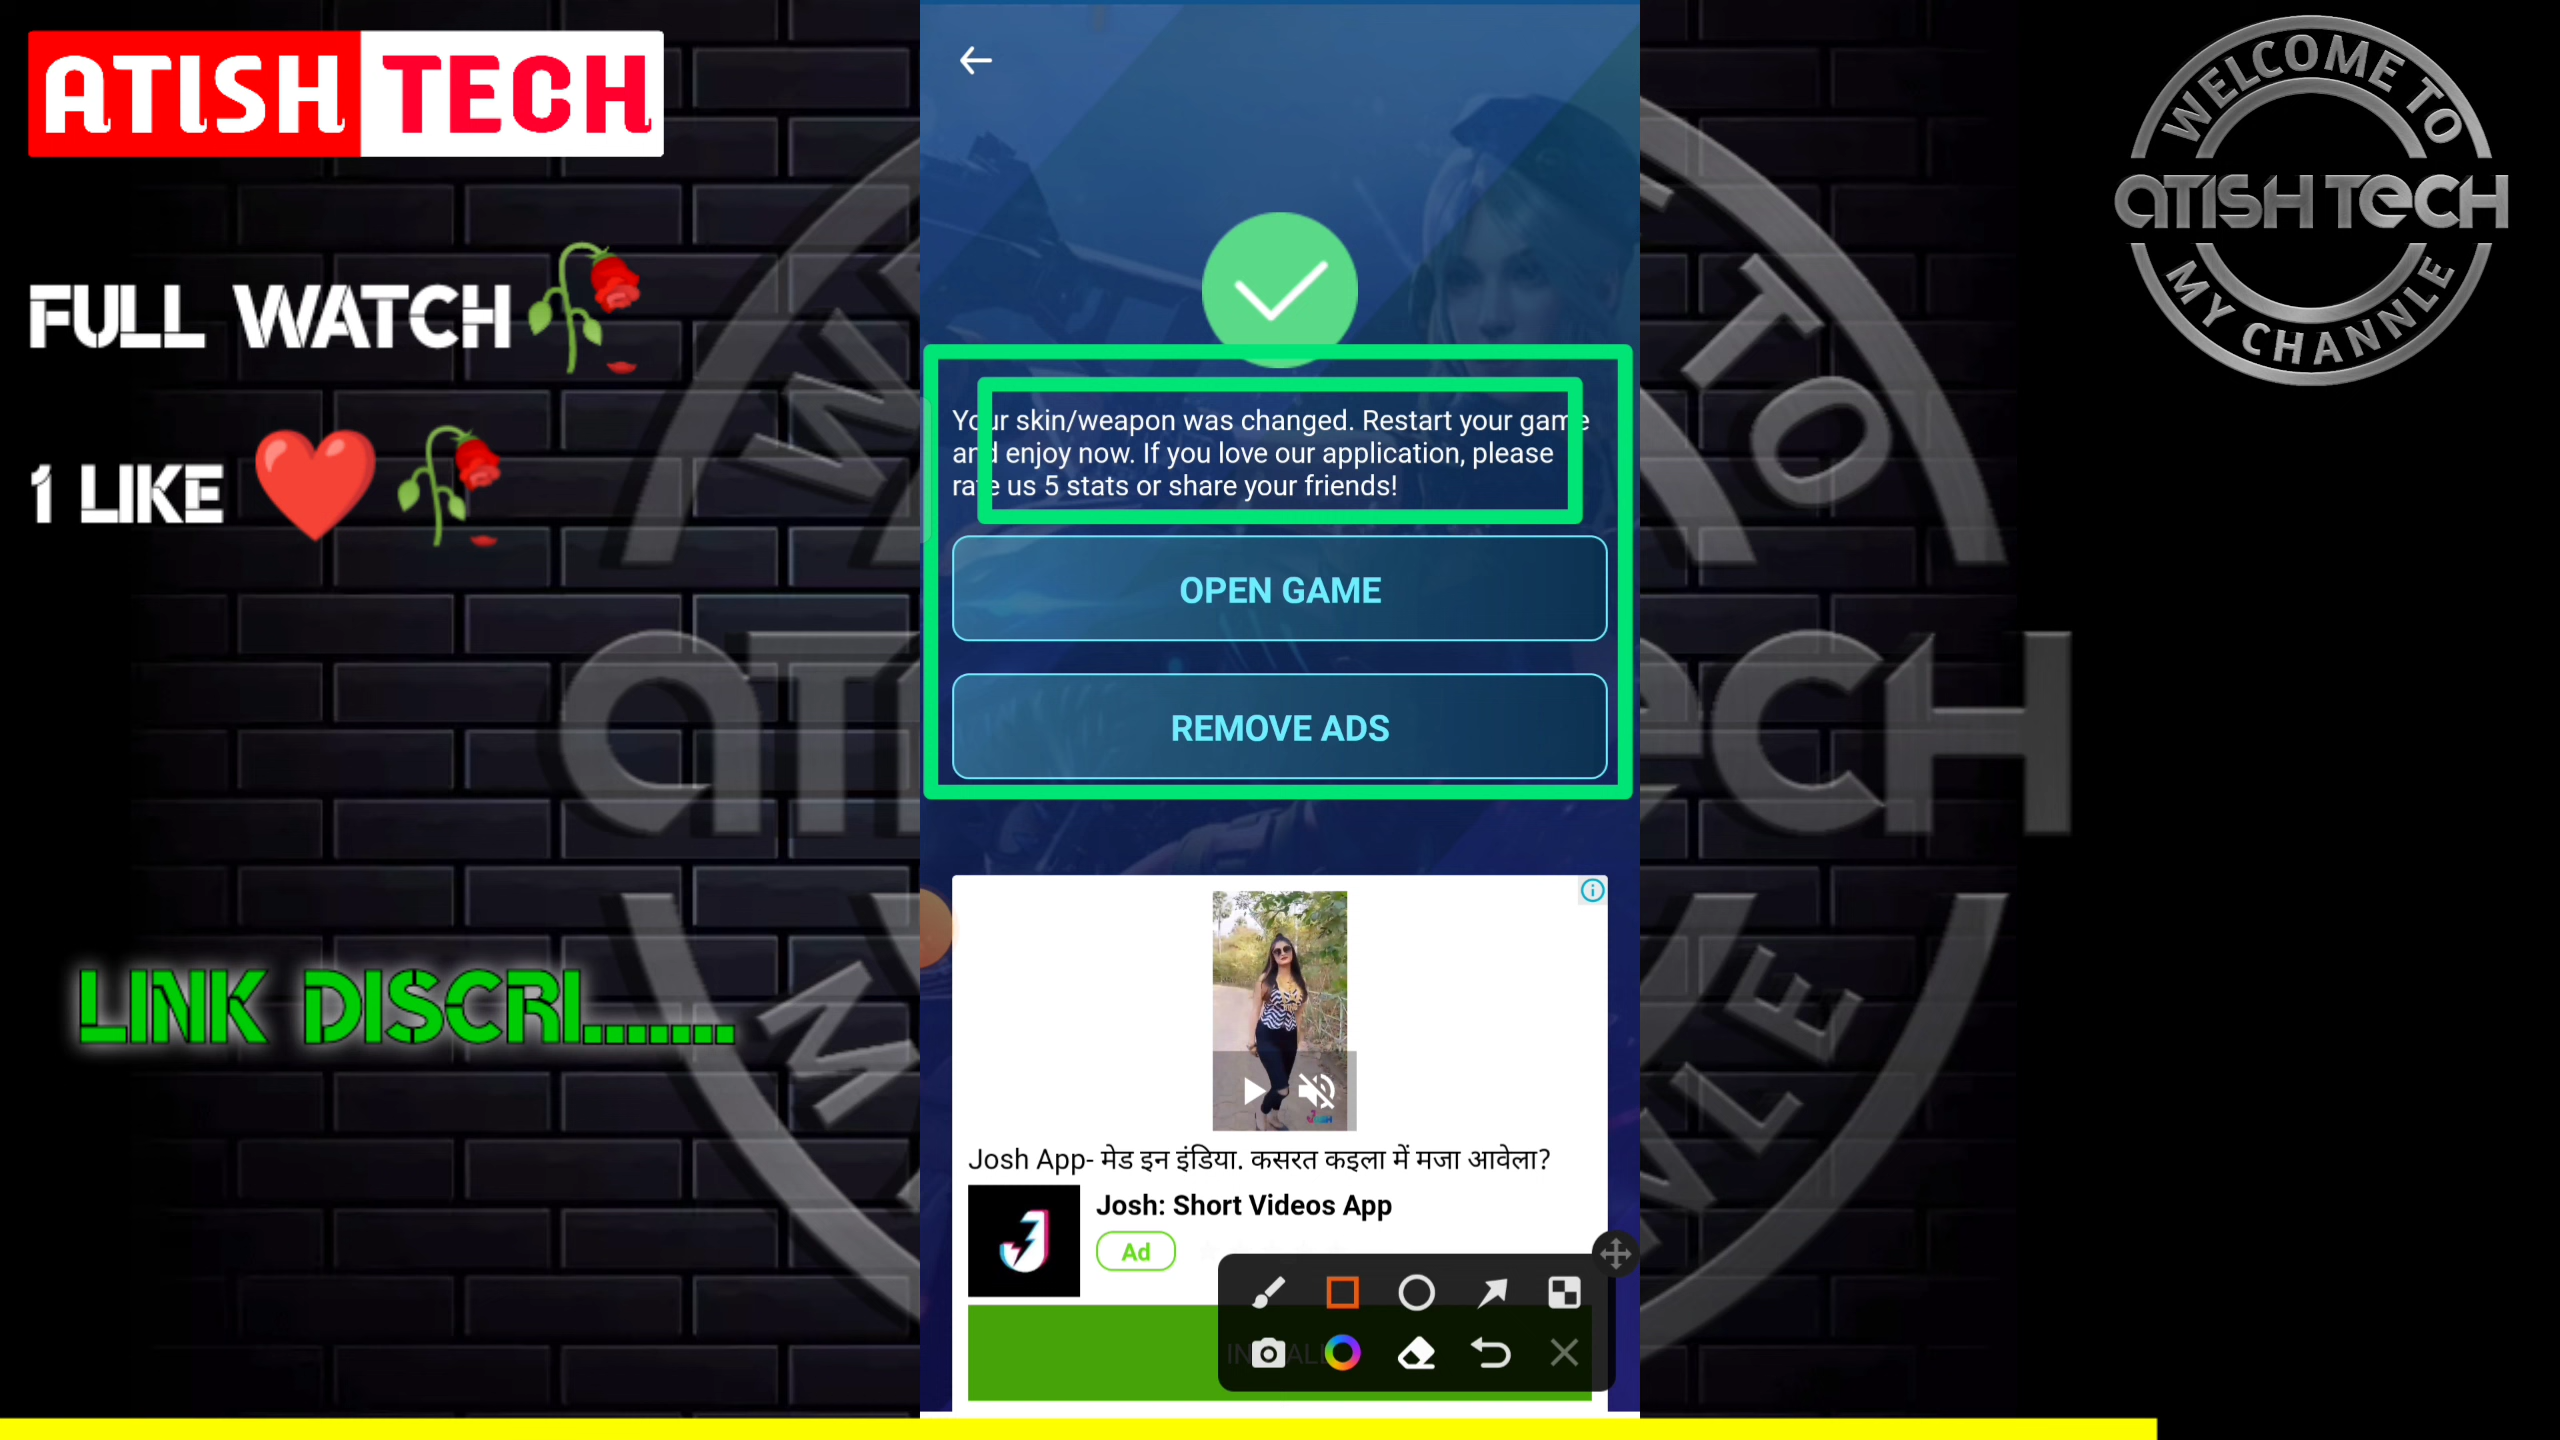 ATISH TECH
FULL WATCH
1 LIKE
LINK DISCRI.......
Your skin/weapon was changed. Restart your game
and enjoy now. If you love our application, please
rate us 5 stats or share your friends!
OPEN GAME
REMOVE ADS
Josh App- मेड इन इंडिया. कसरत कइला में मजा आवेला?
Josh: Short Videos App
Ad
WELCOME TO
ATISH TECH
MY CHANNLE